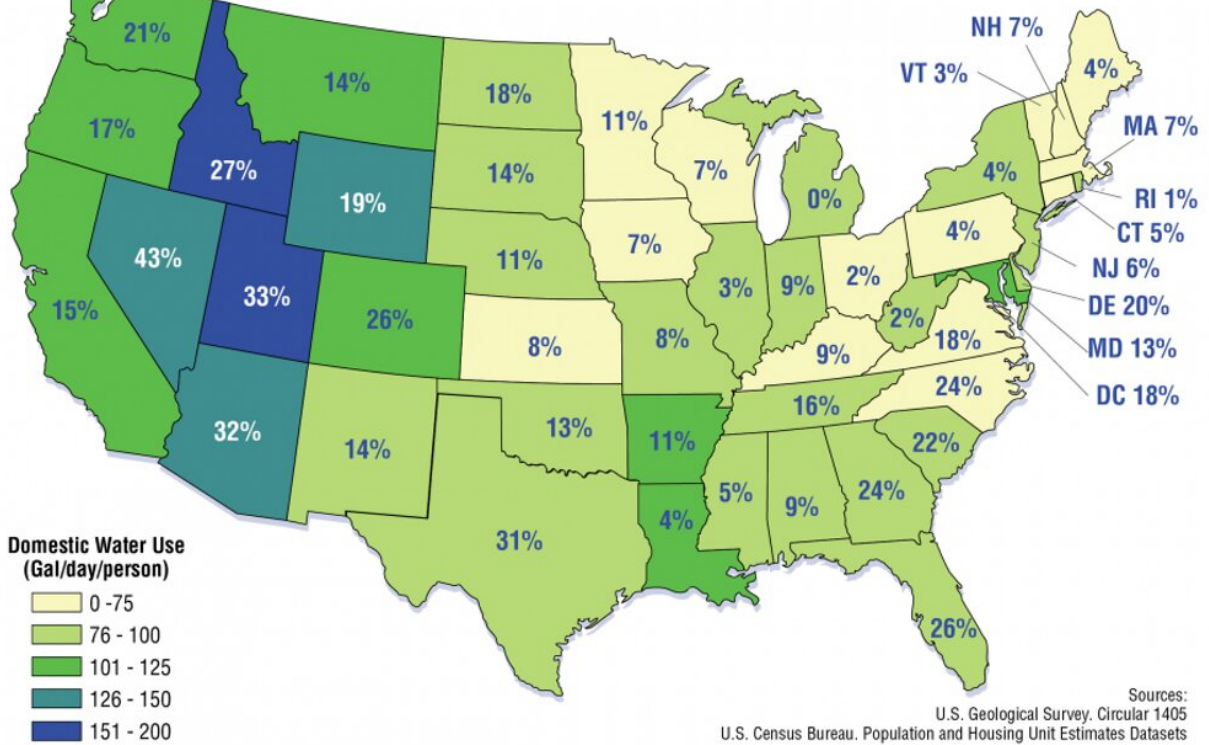 NH 7%
21%
VT 3%
4%
14%
18%
11%
17%
MA 7%
27%
14%
7%
4%
0%
19%
RI 1%
CT 5%
43%
11%
7%
4%
NJ 6%
33%
3%
9%
2%
DE 20%
15%
26%
8%
8%
2%
18%
MD 13%
9%
24%
DC 18%
16%
32%
14%
13%
11%
22%
5%
9%
24%
4%
31%
26%
Domestic Water Use
(Gal/day/person)
0 -75
76 - 100
101 - 125
126 - 150
151 - 200
Sources:
U.S. Geological Survey. Circular 1405
U.S. Census Bureau. Population and Housing Unit Estimates Datasets